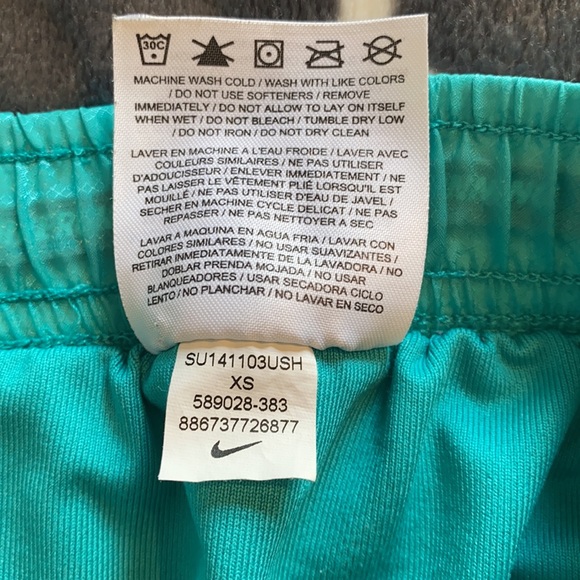 30C
MACHINE WASH COLD / WASH WITH LIKE COLORS
/ DO NOT USE SOFTENERS / REMOVE
IMMEDIATELY / DO NOT ALLOW TO LAY ON ITSELF
WHEN WET / DO NOT BLEACH / TUMBLE DRY LOW
/ DO NOT IRON / DO NOT DRY CLEAN
LAVER EN MACHINE A L'EAU FROIDE / LAVER AVEC
COULEURS SIMILAIRES / NE PAS UTILISER
D'ADOUCISSEUR / ENLEVER IMMEDIATEMENT / NE
PAS LAISSER LE VÊTEMENT PLIÉ LORSQU'IL EST
MOUILLÉ / NE PAS UTILISER D'EAU DE JAVEL /
SECHER EN MACHINE CYCLE DELICAT / NE PAS
REPASSER / NE PAS NETTOYER A SEC
LAVAR A MAQUINA EN AGUA FRIA / LAVAR CON
COLORES SIMILARES / NO USAR SUAVIZANTES /
RETIRAR INMEDIATAMENTE DE LA LAVADORA / NO
DOBLAR PRENDA MOJADA / NO USAR
BLANQUEADORES / USAR SECADORA CICLO
LENTO / NO PLANCHAR / NO LAVAR EN SECO
SU141103USH
XS
589028-383
886737726877